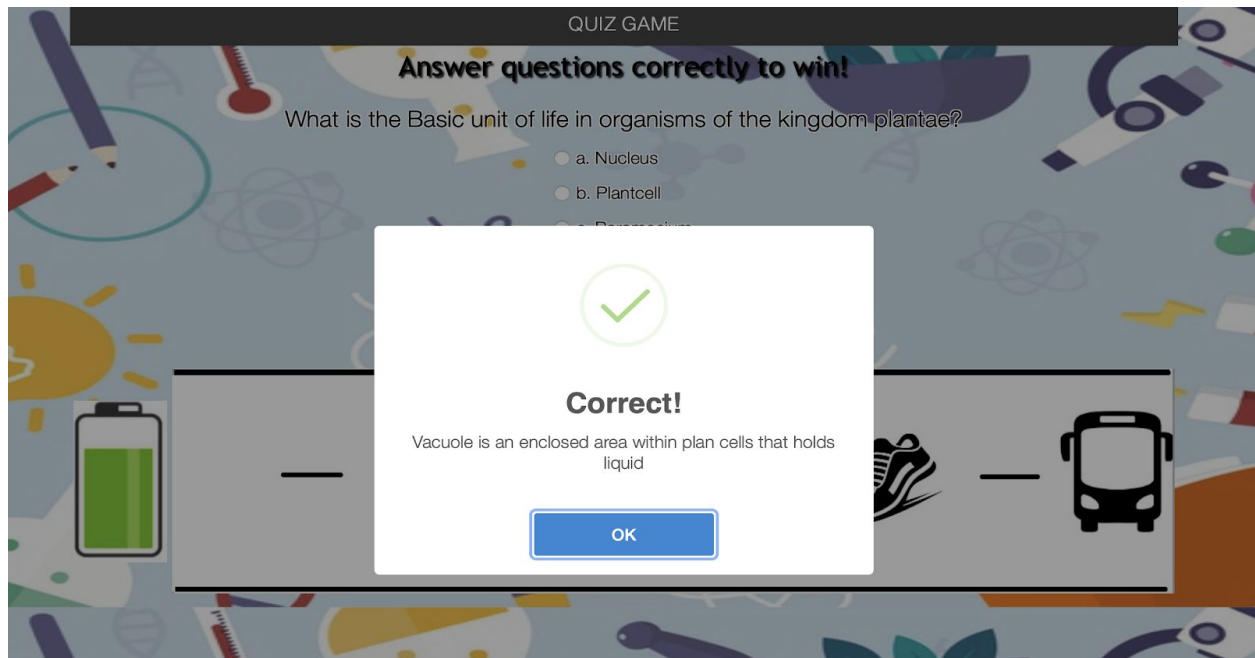 QUIZ GAME
Answer questions correctly to win!
What is the Basic unit of life in organisms of the kingdom plantae?
a. Nucleus
b. Plantcell
c. Paramecium
Correct!
Vacuole is an enclosed area within plan cells that holds
liquid
OK